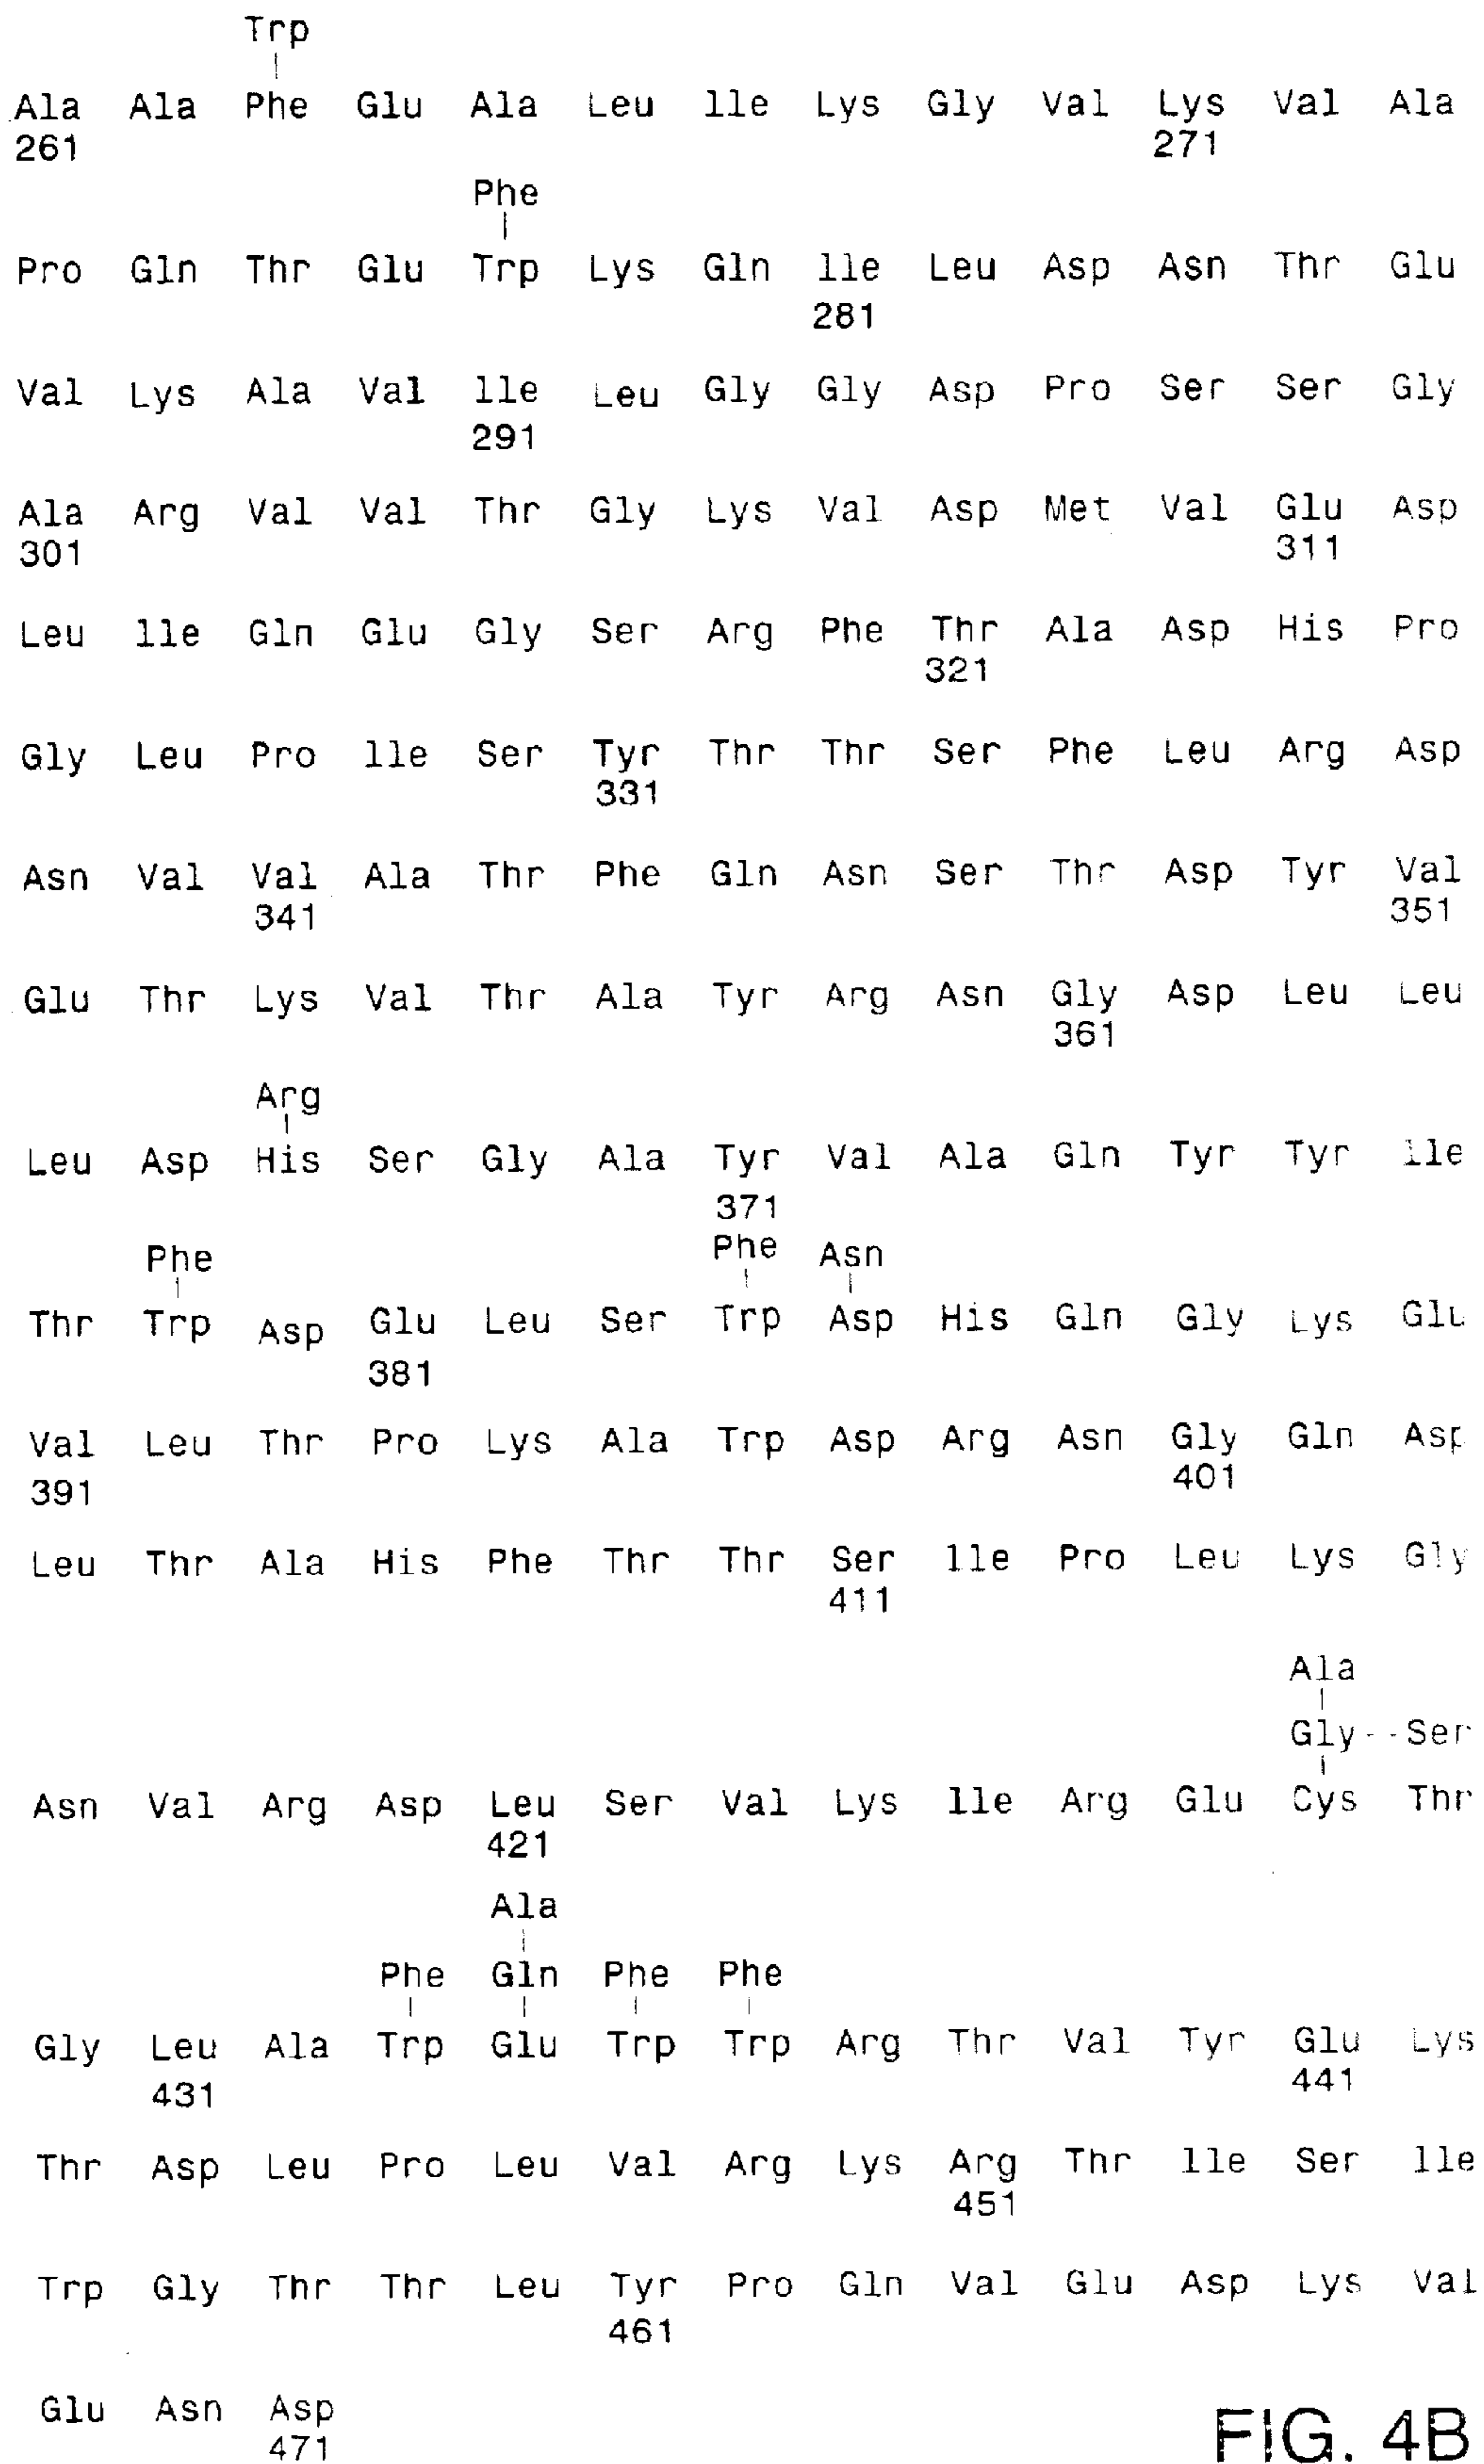 Trp
Ala Ala Phe Glu Ala Leu Ile Lys Gly Val Lys Val Ala
261 271
Phe
Pro Gln Thr Glu Trp Lys Gln Ile Leu Asp Asn Thr Glu
281
Val Lys Ala Val Ile Leu Gly Gly Asp Pro Ser Ser Gly
291
Ala Arg Val Val Thr Gly Lys Val Asp Met Val Glu Asp
301 311
Leu Ile Gln Glu Gly Ser Arg Phe Thr Ala Asp His Pro
321
Gly Leu Pro Ile Ser Tyr Thr Thr Ser Phe Leu Arg Asp
331
Asn Val Val Ala Thr Phe Gln Asn Ser Thr Asp Tyr Val
341 351
Glu Thr Lys Val Thr Ala Tyr Arg Asn Gly Asp Leu Leu
361
Arg
Leu Asp His Ser Gly Ala Tyr Val Ala Gln Tyr Tyr Ile
371
Phe Phe Asn
Thr Trp Asp Glu Leu Ser Trp Asp His Gln Gly Lys Glu
381
Val Leu Thr Pro Lys Ala Trp Asp Arg Asn Gly Gln Asp
391 401
Leu Thr Ala His Phe Thr Thr Ser Ile Pro Leu Lys Gly
411
Ala
Gly--Ser
Asn Val Arg Asp Leu Ser Val Lys Ile Arg Glu Cys Thr
421
Ala
Phe Gln Phe Phe
Gly Leu Ala Trp Glu Trp Trp Arg Thr Val Tyr Glu Lys
431 441
Thr Asp Leu Pro Leu Val Arg Lys Arg Thr Ile Ser Ile
451
Trp Gly Thr Thr Leu Tyr Pro Gln Val Glu Asp Lys Val
461
Glu Asn Asp
471
FIG. 4B